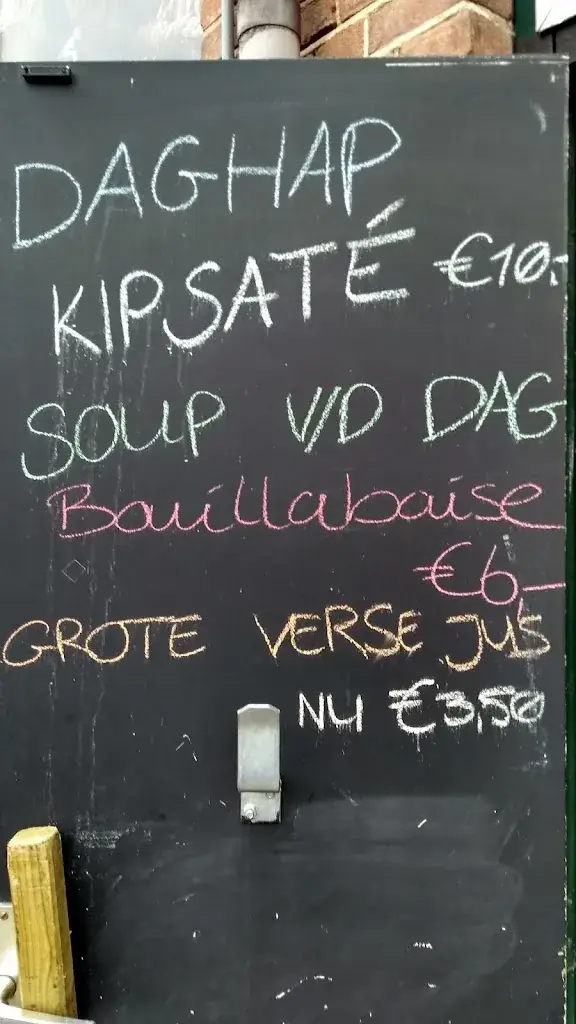 DAGHAP
KIPSATÉ €10,-
SOUP V/D DAG
Bouillabaise
€6,-
GROTE VERSE JUS
NU €3,50